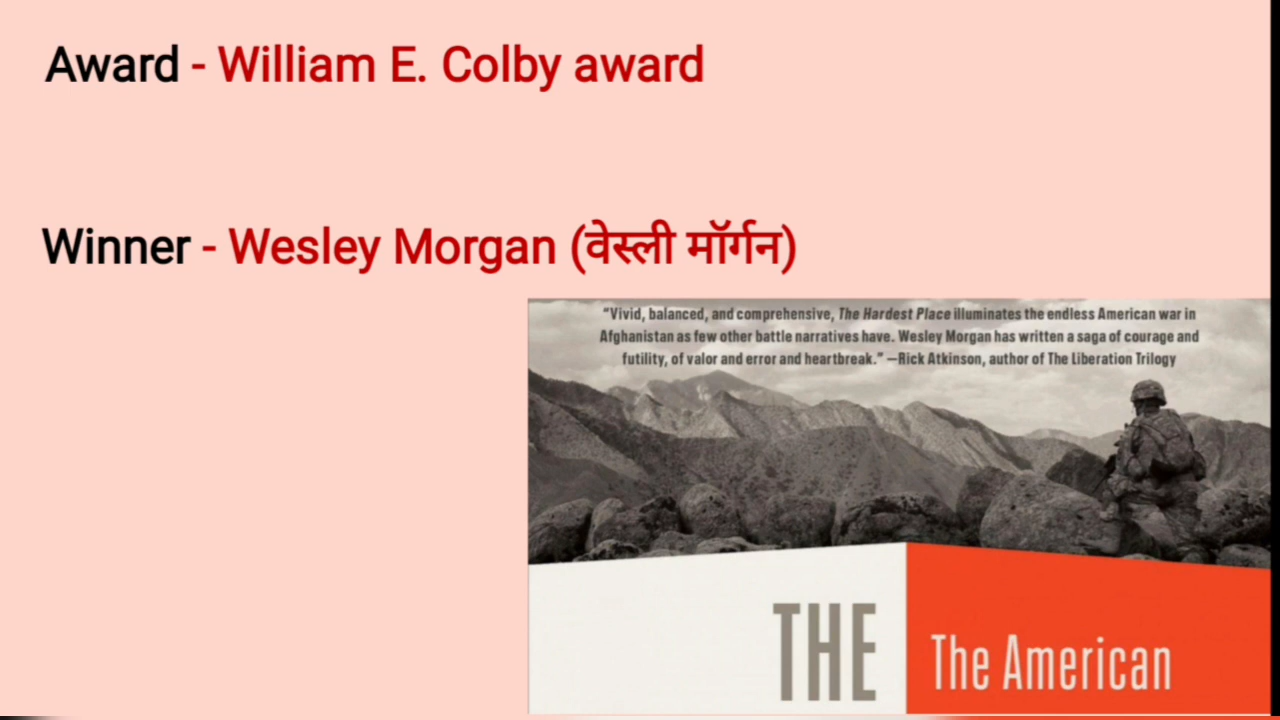 Award - William E. Colby award
Winner - Wesley Morgan (वेस्ली मॉर्गन)
"Vivid, balanced, and comprehensive, The Hardest Place illuminates the endless American war in
Afghanistan as few other battle narratives have. Wesley Morgan has written a saga of courage and
futility, of valor and error and heartbreak." —Rick Atkinson, author of The Liberation Trilogy
THE
The American